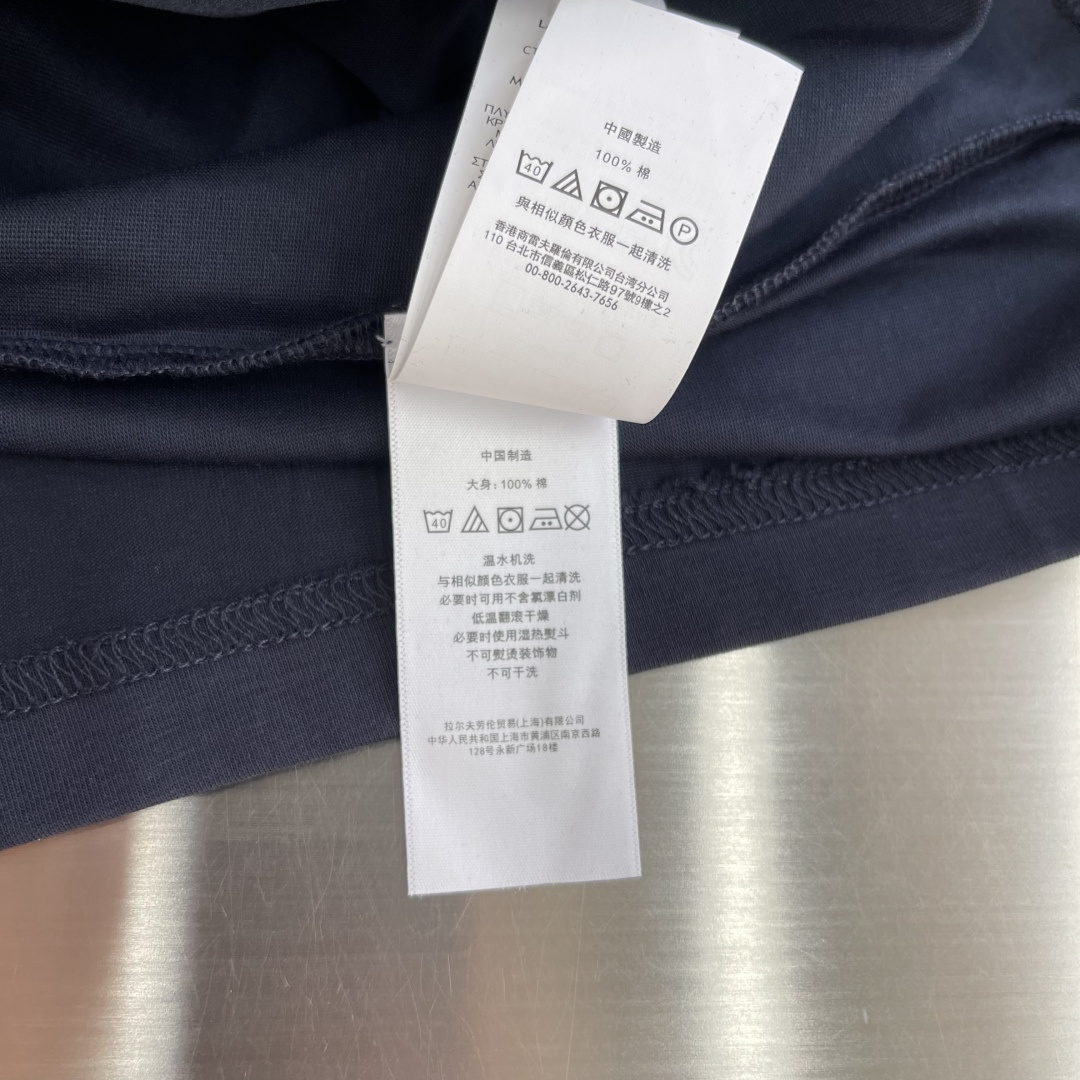 中國製造
100% 棉
40
P
與相似顏色衣服一起清洗
香港商雷夫羅倫有限公司台湾分公司
110 台北市信義區松仁路97號9樓之2
00-800-2643-7656
中国制造
大身: 100% 棉
40
温水机洗
与相似颜色衣服一起清洗
必要时可用不含氯漂白剂
低温翻滚干燥
必要时使用湿热熨斗
不可熨烫装饰物
不可干洗
拉尔夫劳伦贸易(上海)有限公司
中华人民共和国上海市黄浦区南京西路
128号永新广场18楼